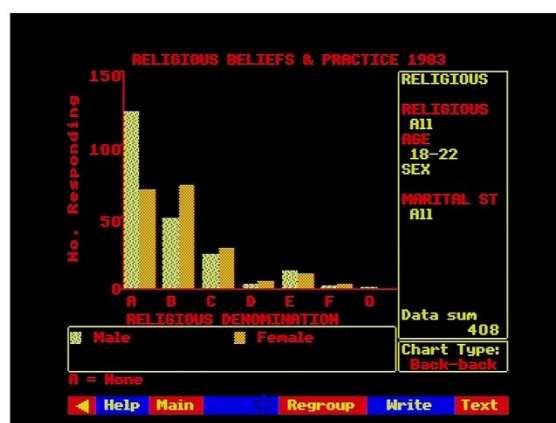 RELIGIOUS BELIEFS & PRACTICE 1983
150
100
50
0
No. Responding
A B C D E F O
RELIGIOUS DENOMINATION
Male
Female
A = None
RELIGIOUS
RELIGIOUS
All
AGE
18-22
SEX
MARITAL ST
All
Data sum
408
Chart Type:
Back-back
Help Main Regroup Write Text